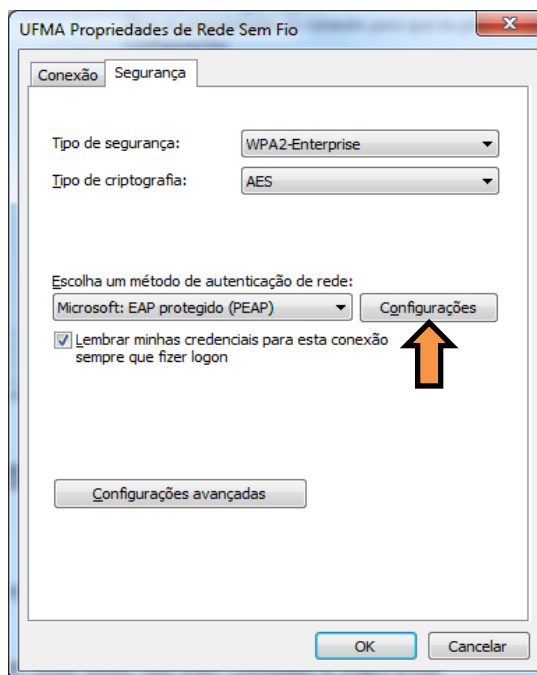 UFMA Propriedades de Rede Sem Fio
Conexão
Segurança
Tipo de segurança:
WPA2-Enterprise
Tipo de criptografia:
AES
Escolha um método de autenticação de rede:
Microsoft: EAP protegido (PEAP)
Configurações
Lembrar minhas credenciais para esta conexão
sempre que fizer logon
Configurações avançadas
OK
Cancelar